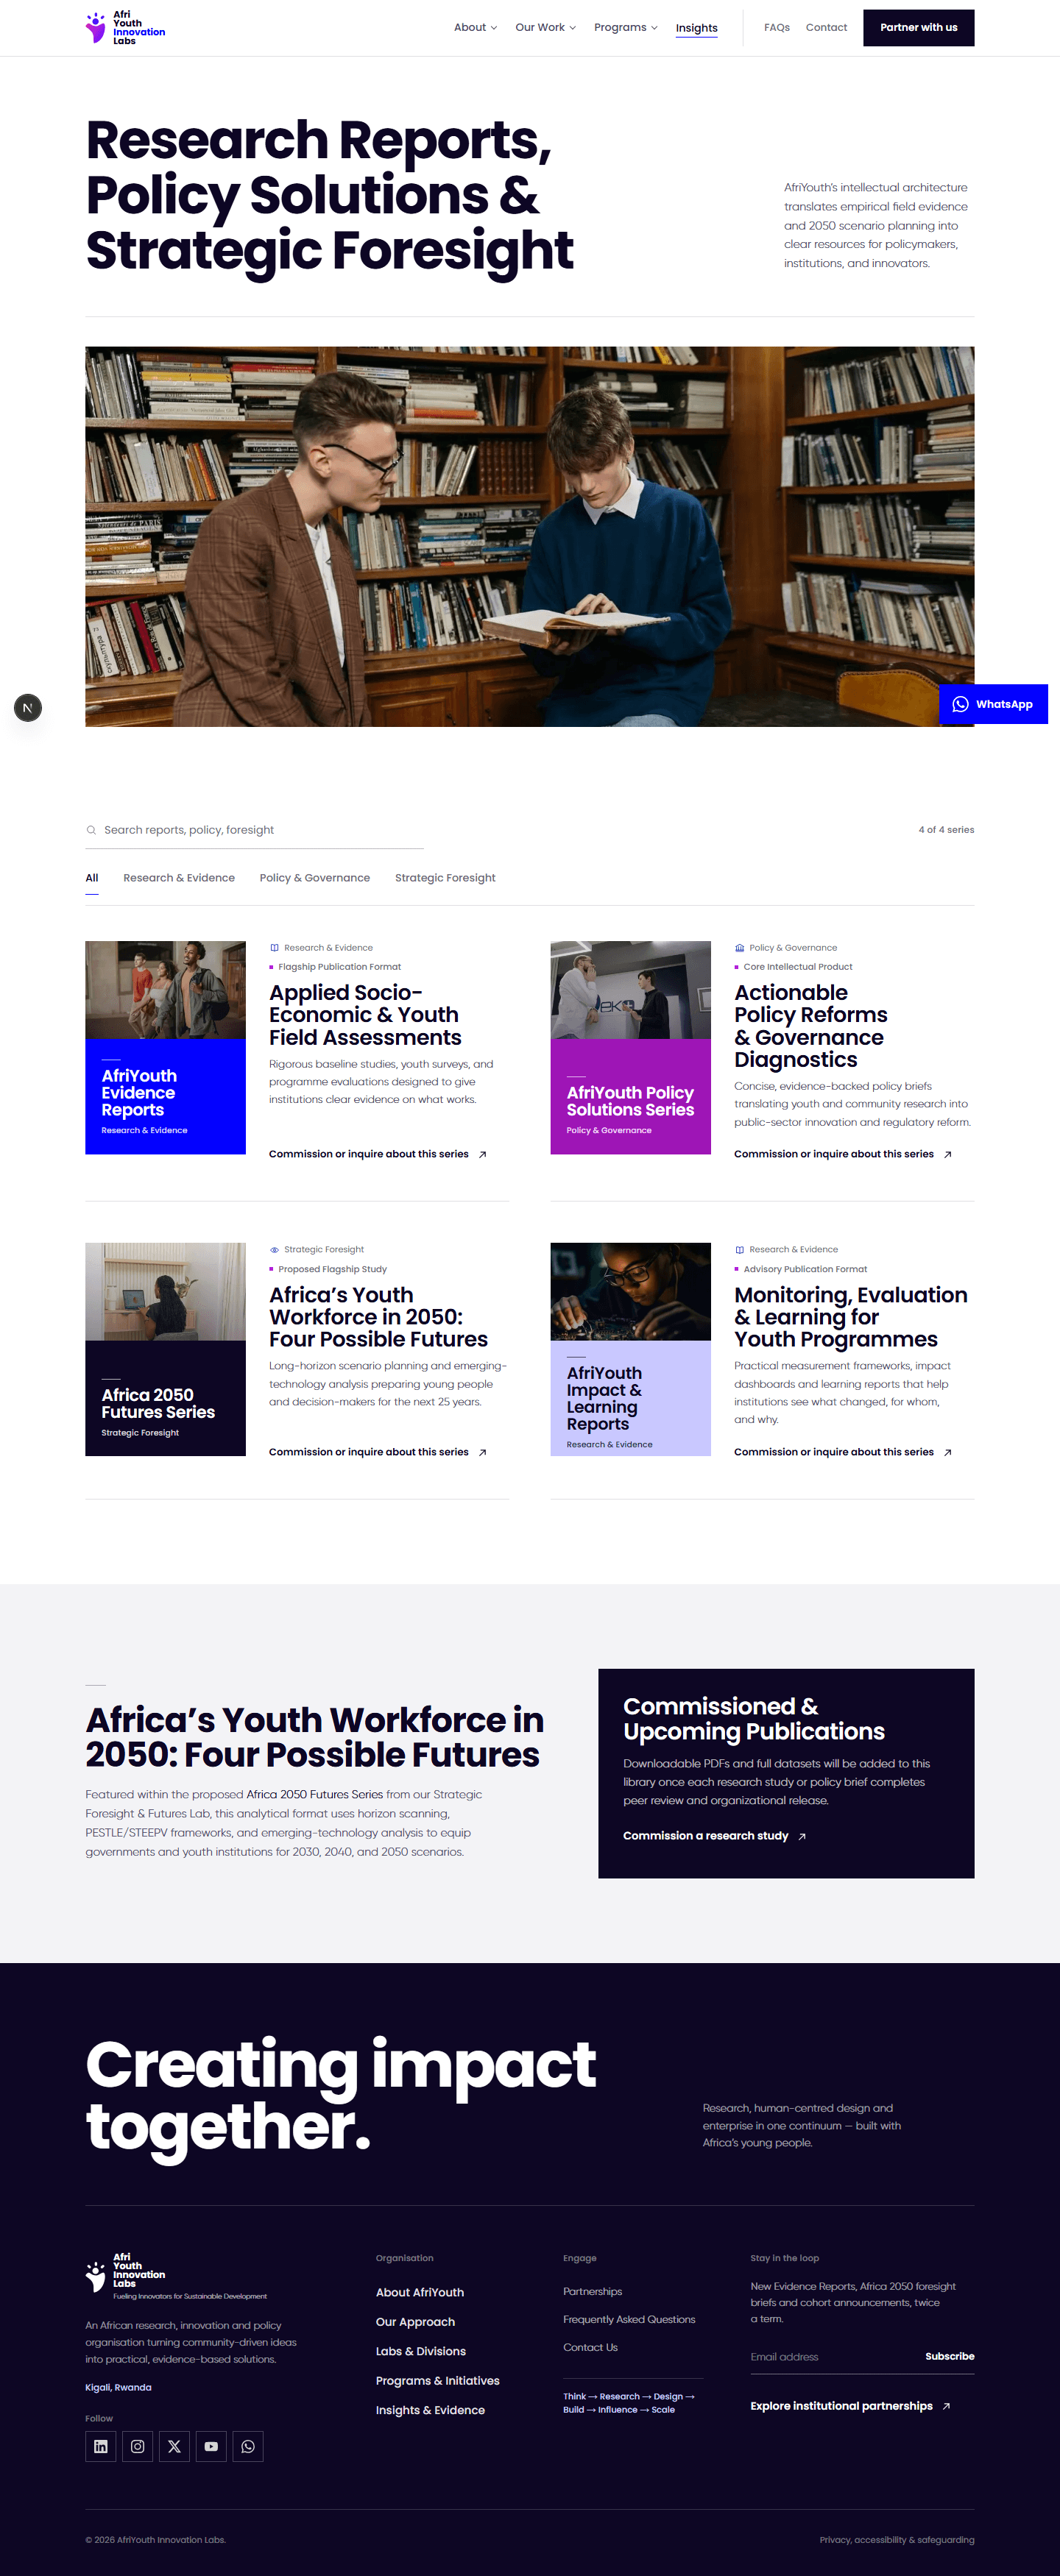 Afri
Youth
Innovation
Labs
About
Our Work
Programs
Insights
FAQs
Contact
Partner with us
Research Reports,
Policy Solutions &
Strategic Foresight
AfriYouth’s intellectual architecture
translates empirical field evidence
and 2050 scenario planning into
clear resources for policymakers,
institutions, and innovators.
N
WhatsApp
Search reports, policy, foresight
4 of 4 series
All
Research & Evidence
Policy & Governance
Strategic Foresight
AfriYouth
Evidence
Reports
Research & Evidence
Research & Evidence
Flagship Publication Format
Applied Socio-
Economic & Youth
Field Assessments
Rigorous baseline studies, youth surveys, and
programme evaluations designed to give
institutions clear evidence on what works.
Commission or inquire about this series
AfriYouth Policy
Solutions Series
Policy & Governance
Policy & Governance
Core Intellectual Product
Actionable
Policy Reforms
& Governance
Diagnostics
Concise, evidence-backed policy briefs
translating youth and community research into
public-sector innovation and regulatory reform.
Commission or inquire about this series
Africa 2050
Futures Series
Strategic Foresight
Strategic Foresight
Proposed Flagship Study
Africa’s Youth
Workforce in 2050:
Four Possible Futures
Long-horizon scenario planning and emerging-
technology analysis preparing young people
and decision-makers for the next 25 years.
Commission or inquire about this series
AfriYouth
Impact &
Learning
Reports
Research & Evidence
Research & Evidence
Advisory Publication Format
Monitoring, Evaluation
& Learning for
Youth Programmes
Practical measurement frameworks, impact
dashboards and learning reports that help
institutions see what changed, for whom,
and why.
Commission or inquire about this series
Africa’s Youth Workforce in
2050: Four Possible Futures
Featured within the proposed Africa 2050 Futures Series from our Strategic
Foresight & Futures Lab, this analytical format uses horizon scanning,
PESTLE/STEEPV frameworks, and emerging-technology analysis to equip
governments and youth institutions for 2030, 2040, and 2050 scenarios.
Commissioned &
Upcoming Publications
Downloadable PDFs and full datasets will be added to this
library once each research study or policy brief completes
peer review and organizational release.
Commission a research study
Creating impact
together.
Research, human-centred design and
enterprise in one continuum — built with
Africa’s young people.
Afri
Youth
Innovation
Labs
Fueling Innovators for Sustainable Development
An African research, innovation and policy
organisation turning community-driven ideas
into practical, evidence-based solutions.
Kigali, Rwanda
Follow
Organisation
About AfriYouth
Our Approach
Labs & Divisions
Programs & Initiatives
Insights & Evidence
Engage
Partnerships
Frequently Asked Questions
Contact Us
Think → Research → Design →
Build → Influence → Scale
Stay in the loop
New Evidence Reports, Africa 2050 foresight
briefs and cohort announcements, twice
a term.
Email address
Subscribe
Explore institutional partnerships
© 2026 AfriYouth Innovation Labs.
Privacy, accessibility & safeguarding